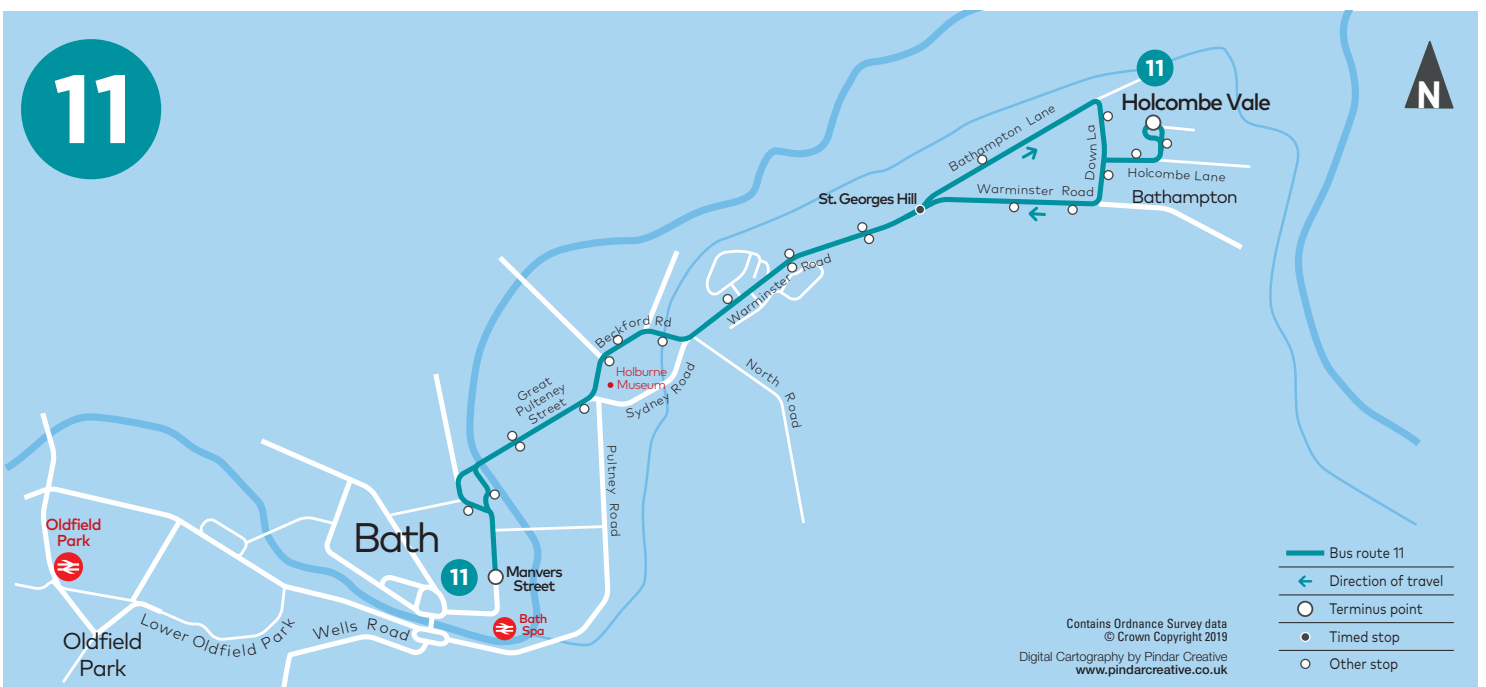 11
11
Holcombe Vale
N
Bathampton Lane
Down La
Holcombe Lane
Warminster Road
Bathampton
St. Georges Hill
Warminster Road
Beckford Rd
Holburne
Museum
Sydney Road
North Road
Great
Pulteney
Street
Pultney Road
Oldfield
Park
Bath
11
Manvers
Street
Bath
Spa
Oldfield
Park
Lower Oldfield Park
Wells Road
Contains Ordnance Survey data
© Crown Copyright 2019
Digital Cartography by Pindar Creative
www.pindarcreative.co.uk
Bus route 11
Direction of travel
Terminus point
Timed stop
Other stop